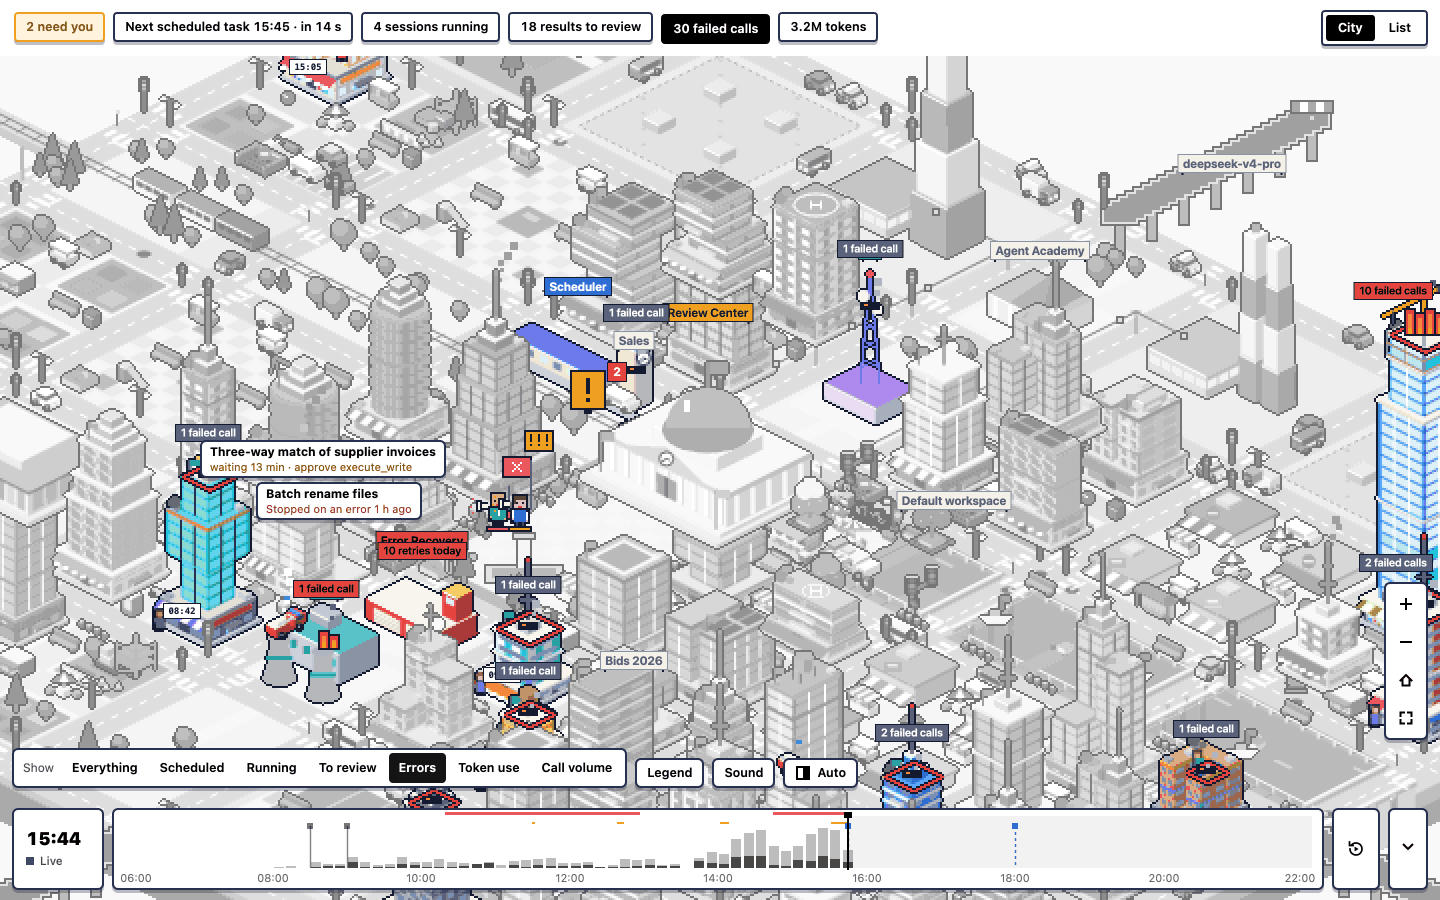 2 need you
Next scheduled task 15:45 · in 14 s
4 sessions running
18 results to review
30 failed calls
3.2M tokens
City
List
15:05
deepseek-v4-pro
1 failed call
Agent Academy
Scheduler
10 failed calls
1 failed call
Review Center
Sales
2
!
1 failed call
!!!
Three-way match of supplier invoices
waiting 13 min · approve execute_write
Batch rename files
Stopped on an error 1 h ago
Default workspace
Error Recovery
10 retries today
2 failed calls
1 failed call
1 failed call
08:42
Bids 2026
1 failed call
1 failed call
2 failed calls
Show
Everything
Scheduled
Running
To review
Errors
Token use
Call volume
Legend
Sound
Auto
15:44
Live
06:00
08:00
10:00
12:00
14:00
16:00
18:00
20:00
22:00